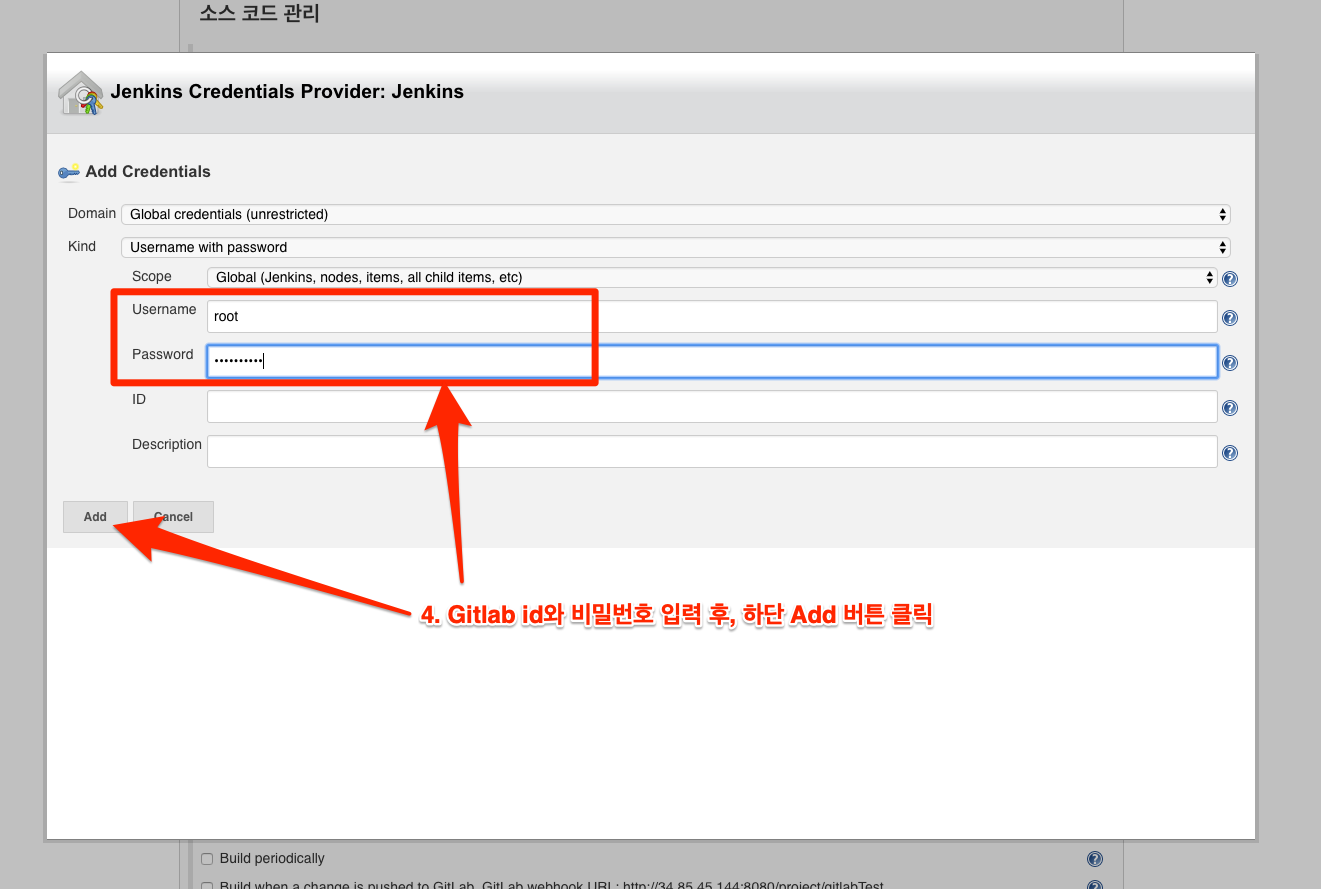 소스 코드 관리
Jenkins Credentials Provider: Jenkins
Add Credentials
Domain Global credentials (unrestricted)
Kind Username with password
Scope Global (Jenkins, nodes, items, all child items, etc)
Username root
Password ••••••••••
ID
Description
Add Cancel
4. Gitlab id와 비밀번호 입력 후, 하단 Add 버튼 클릭
Build periodically
Build when a change is pushed to GitLab. GitLab webhook URL: http://34.85.45.144:8080/project/gitlabTest